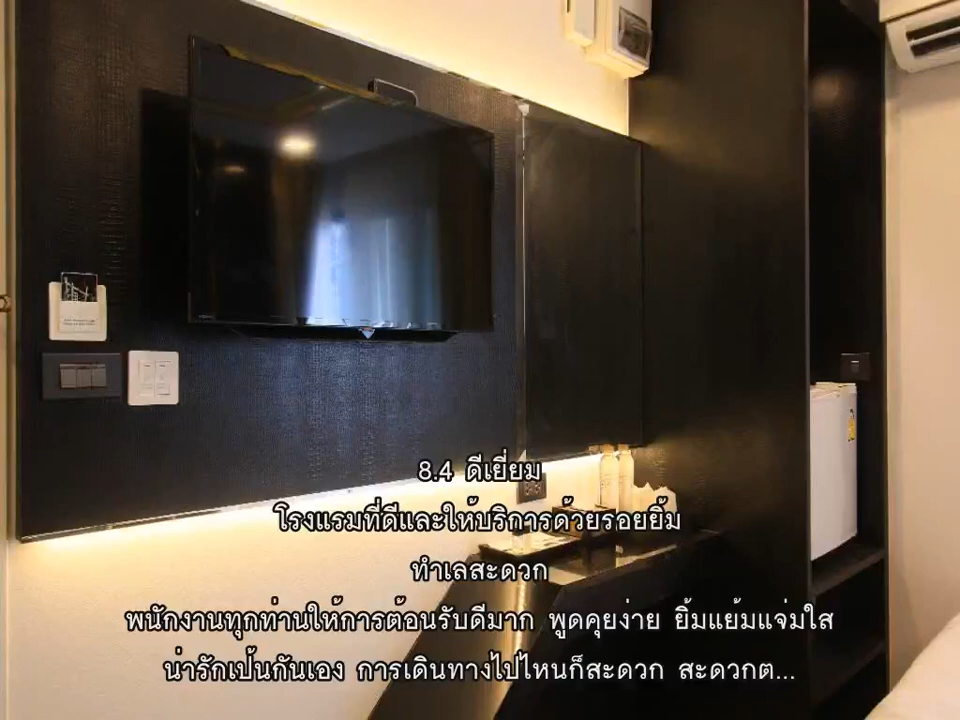 8.4 ดีเยี่ยม
โรงแรมที่ดีและให้บริการด้วยรอยยิ้ม
ทำเลสะดวก
พนักงานทุกท่านให้การต้อนรับดีมาก พูดคุยง่าย ยิ้มแย้มแจ่มใส
น่ารักเป้นกันเอง การเดินทางไปไหนก็สะดวก สะดวกต...